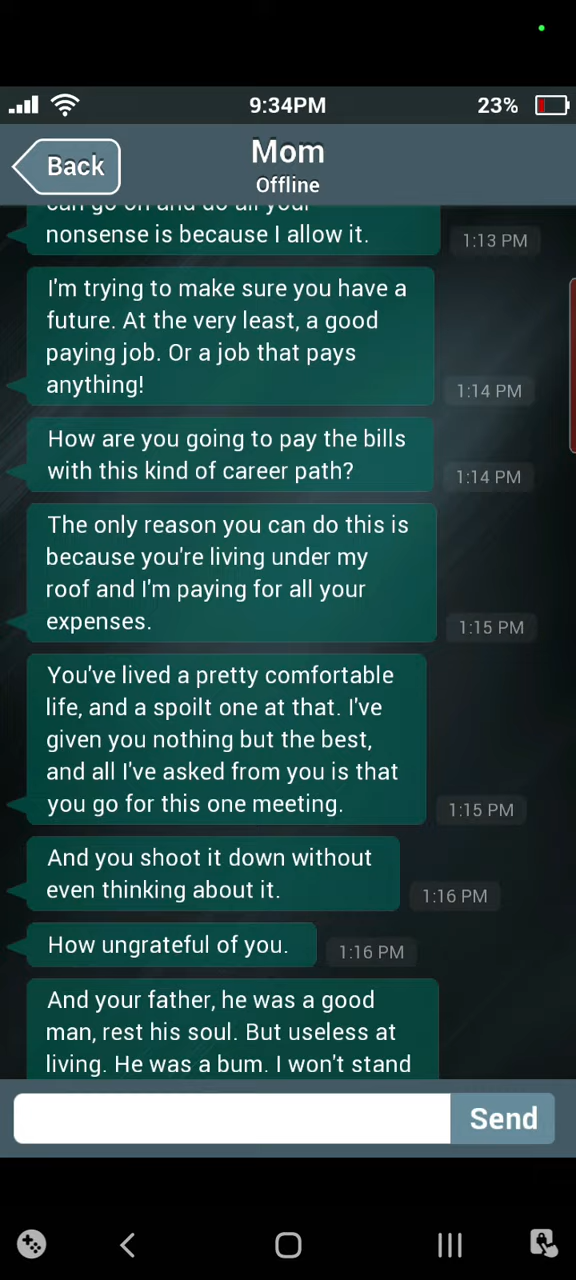 9:34PM
23%
Back
Mom
Offline
can go on and do all your
nonsense is because I allow it.
1:13 PM
I'm trying to make sure you have a
future. At the very least, a good
paying job. Or a job that pays
anything!
1:14 PM
How are you going to pay the bills
with this kind of career path?
1:14 PM
The only reason you can do this is
because you're living under my
roof and I'm paying for all your
expenses.
1:15 PM
You've lived a pretty comfortable
life, and a spoilt one at that. I've
given you nothing but the best,
and all I've asked from you is that
you go for this one meeting.
1:15 PM
And you shoot it down without
even thinking about it.
1:16 PM
How ungrateful of you.
1:16 PM
And your father, he was a good
man, rest his soul. But useless at
living. He was a bum. I won't stand
Send